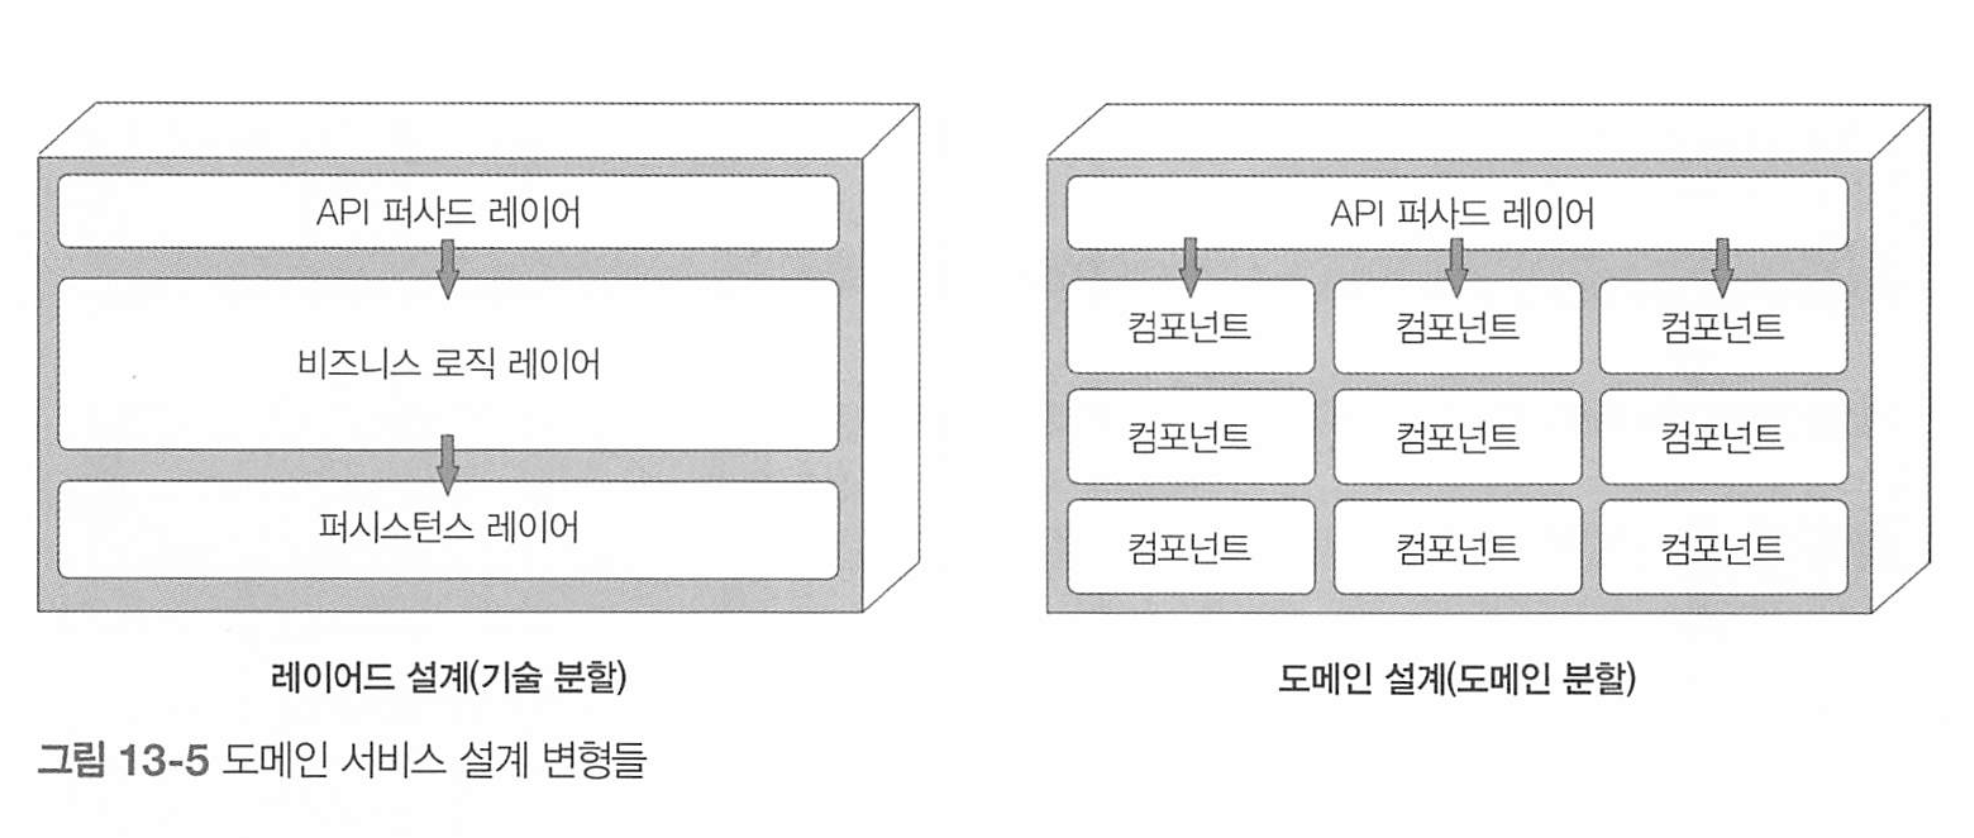 API 퍼사드 레이어
비즈니스 로직 레이어
퍼시스턴스 레이어
레이어드 설계(기술 분할)
API 퍼사드 레이어
컴포넌트 컴포넌트 컴포넌트
컴포넌트 컴포넌트 컴포넌트
컴포넌트 컴포넌트 컴포넌트
도메인 설계(도메인 분할)
그림 13-5 도메인 서비스 설계 변형들